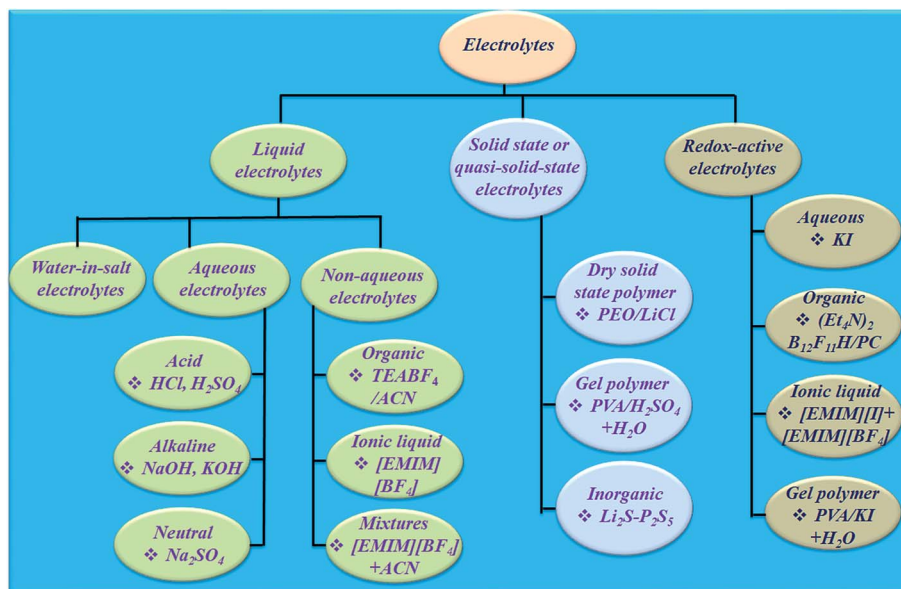 Electrolytes
Liquid
electrolytes
Solid state or
quasi-solid-state
electrolytes
Redox-active
electrolytes
Water-in-salt
electrolytes
Aqueous
electrolytes
Non-aqueous
electrolytes
Acid
❖ HCl, H₂SO₄
Alkaline
❖ NaOH, KOH
Neutral
❖ Na₂SO₄
Organic
❖ TEABF₄
/ACN
Ionic liquid
❖ [EMIM]
[BF₄]
Mixtures
❖ [EMIM][BF₄]
+ACN
Dry solid
state polymer
❖ PEO/LiCl
Gel polymer
❖ PVA/H₂SO₄
+H₂O
Inorganic
❖ Li₂S-P₂S₅
Aqueous
❖ KI
Organic
❖ (Et₄N)₂
B₁₂F₁₁H/PC
Ionic liquid
❖ [EMIM][I]+
[EMIM][BF₄]
Gel polymer
❖ PVA/KI
+H₂O